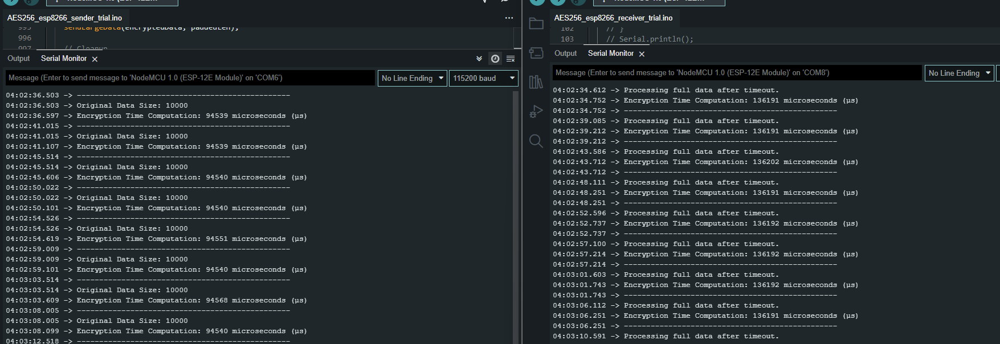 AES256_esp8266_sender_trial.ino
995 sendLargeData(encryptedData, paddedLen);
996
997 // Cleanup
Output Serial Monitor
Message (Enter to send message to 'NodeMCU 1.0 (ESP-12E Module)' on 'COM6')
No Line Ending 115200 baud
04:02:36.503 -> ------------------------------------------------
04:02:36.503 -> Original Data Size: 10000
04:02:36.597 -> Encryption Time Computation: 94539 microseconds (µs)
04:02:41.015 -> ------------------------------------------------
04:02:41.015 -> Original Data Size: 10000
04:02:41.107 -> Encryption Time Computation: 94539 microseconds (µs)
04:02:45.514 -> ------------------------------------------------
04:02:45.514 -> Original Data Size: 10000
04:02:45.606 -> Encryption Time Computation: 94540 microseconds (µs)
04:02:50.022 -> ------------------------------------------------
04:02:50.022 -> Original Data Size: 10000
04:02:50.101 -> Encryption Time Computation: 94540 microseconds (µs)
04:02:54.526 -> ------------------------------------------------
04:02:54.526 -> Original Data Size: 10000
04:02:54.619 -> Encryption Time Computation: 94551 microseconds (µs)
04:02:59.009 -> ------------------------------------------------
04:02:59.009 -> Original Data Size: 10000
04:02:59.101 -> Encryption Time Computation: 94540 microseconds (µs)
04:03:03.514 -> ------------------------------------------------
04:03:03.514 -> Original Data Size: 10000
04:03:03.609 -> Encryption Time Computation: 94568 microseconds (µs)
04:03:08.005 -> ------------------------------------------------
04:03:08.005 -> Original Data Size: 10000
04:03:08.099 -> Encryption Time Computation: 94540 microseconds (µs)
04:03:12.518 -> ------------------------------------------------
AES256_esp8266_receiver_trial.ino
102 // }
103 // Serial.println();
Output Serial Monitor
Message (Enter to send message to 'NodeMCU 1.0 (ESP-12E Module)' on 'COM8')
No Line Ending
04:02:34.612 -> Processing full data after timeout.
04:02:34.752 -> Encryption Time Computation: 136191 microseconds (µs)
04:02:34.752 -> ------------------------------------------------
04:02:39.085 -> Processing full data after timeout.
04:02:39.212 -> Encryption Time Computation: 136191 microseconds (µs)
04:02:39.212 -> ------------------------------------------------
04:02:43.586 -> Processing full data after timeout.
04:02:43.712 -> Encryption Time Computation: 136202 microseconds (µs)
04:02:43.712 -> ------------------------------------------------
04:02:48.111 -> Processing full data after timeout.
04:02:48.251 -> Encryption Time Computation: 136191 microseconds (µs)
04:02:48.251 -> ------------------------------------------------
04:02:52.596 -> Processing full data after timeout.
04:02:52.737 -> Encryption Time Computation: 136192 microseconds (µs)
04:02:52.737 -> ------------------------------------------------
04:02:57.100 -> Processing full data after timeout.
04:02:57.214 -> Encryption Time Computation: 136192 microseconds (µs)
04:02:57.214 -> ------------------------------------------------
04:03:01.603 -> Processing full data after timeout.
04:03:01.743 -> Encryption Time Computation: 136192 microseconds (µs)
04:03:01.743 -> ------------------------------------------------
04:03:06.112 -> Processing full data after timeout.
04:03:06.251 -> Encryption Time Computation: 136191 microseconds (µs)
04:03:06.251 -> ------------------------------------------------
04:03:10.591 -> Processing full data after timeout.